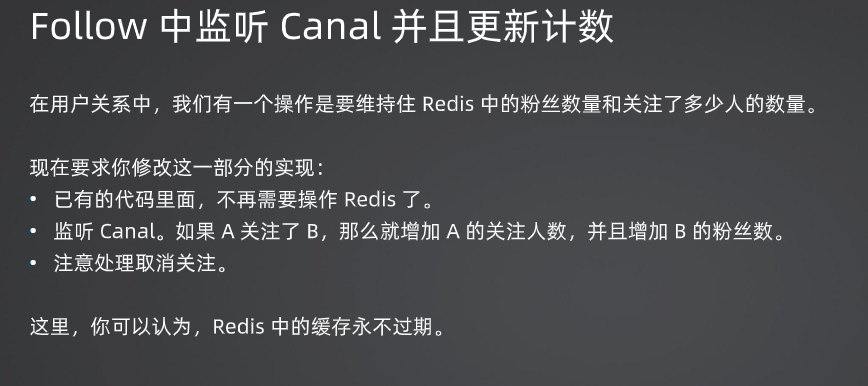 Follow 中监听 Canal 并且更新计数
在用户关系中，我们有一个操作是要维持住 Redis 中的粉丝数量和关注了多少人的数量。
现在要求你修改这一部分的实现：
• 已有的代码里面，不再需要操作 Redis 了。
• 监听 Canal。如果 A 关注了 B，那么就增加 A 的关注人数，并且增加 B 的粉丝数。
• 注意处理取消关注。
这里，你可以认为，Redis 中的缓存永不过期。